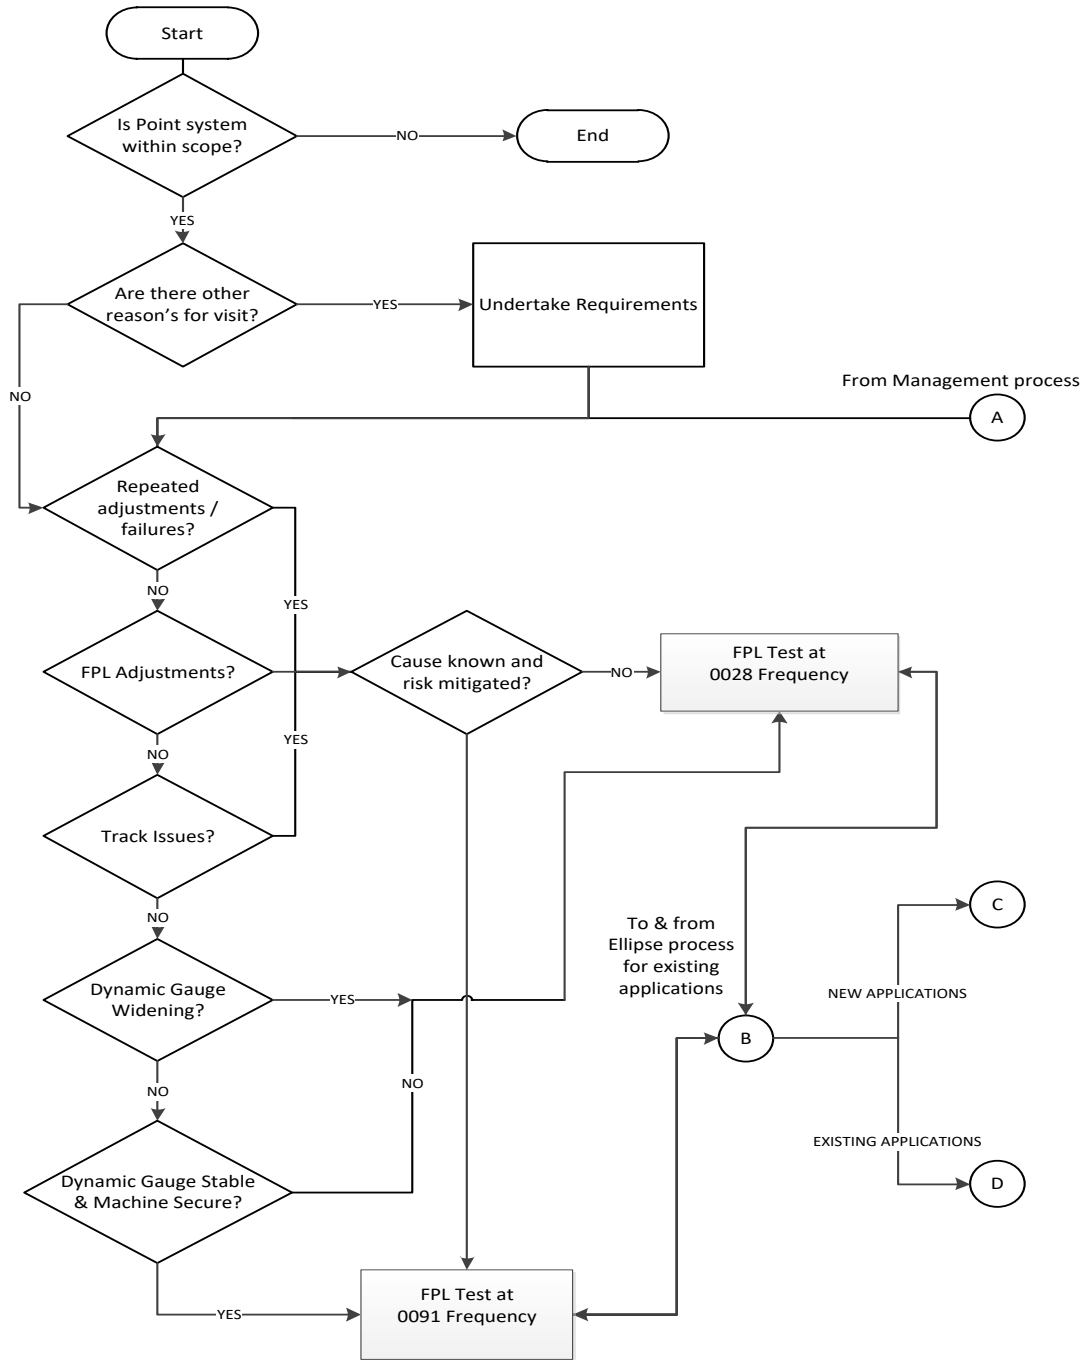 Start
Is Point system
within scope?
NO
End
YES
Are there other
reason's for visit?
YES
Undertake Requirements
NO
From Management process
A
Repeated
adjustments /
failures?
YES
NO
FPL Adjustments?
Cause known and
risk mitigated?
NO
FPL Test at
0028 Frequency
YES
NO
Track Issues?
NO
To & from
Ellipse process
for existing
applications
C
Dynamic Gauge
Widening?
YES
NEW APPLICATIONS
B
NO
NO
EXISTING APPLICATIONS
Dynamic Gauge Stable
& Machine Secure?
D
YES
FPL Test at
0091 Frequency